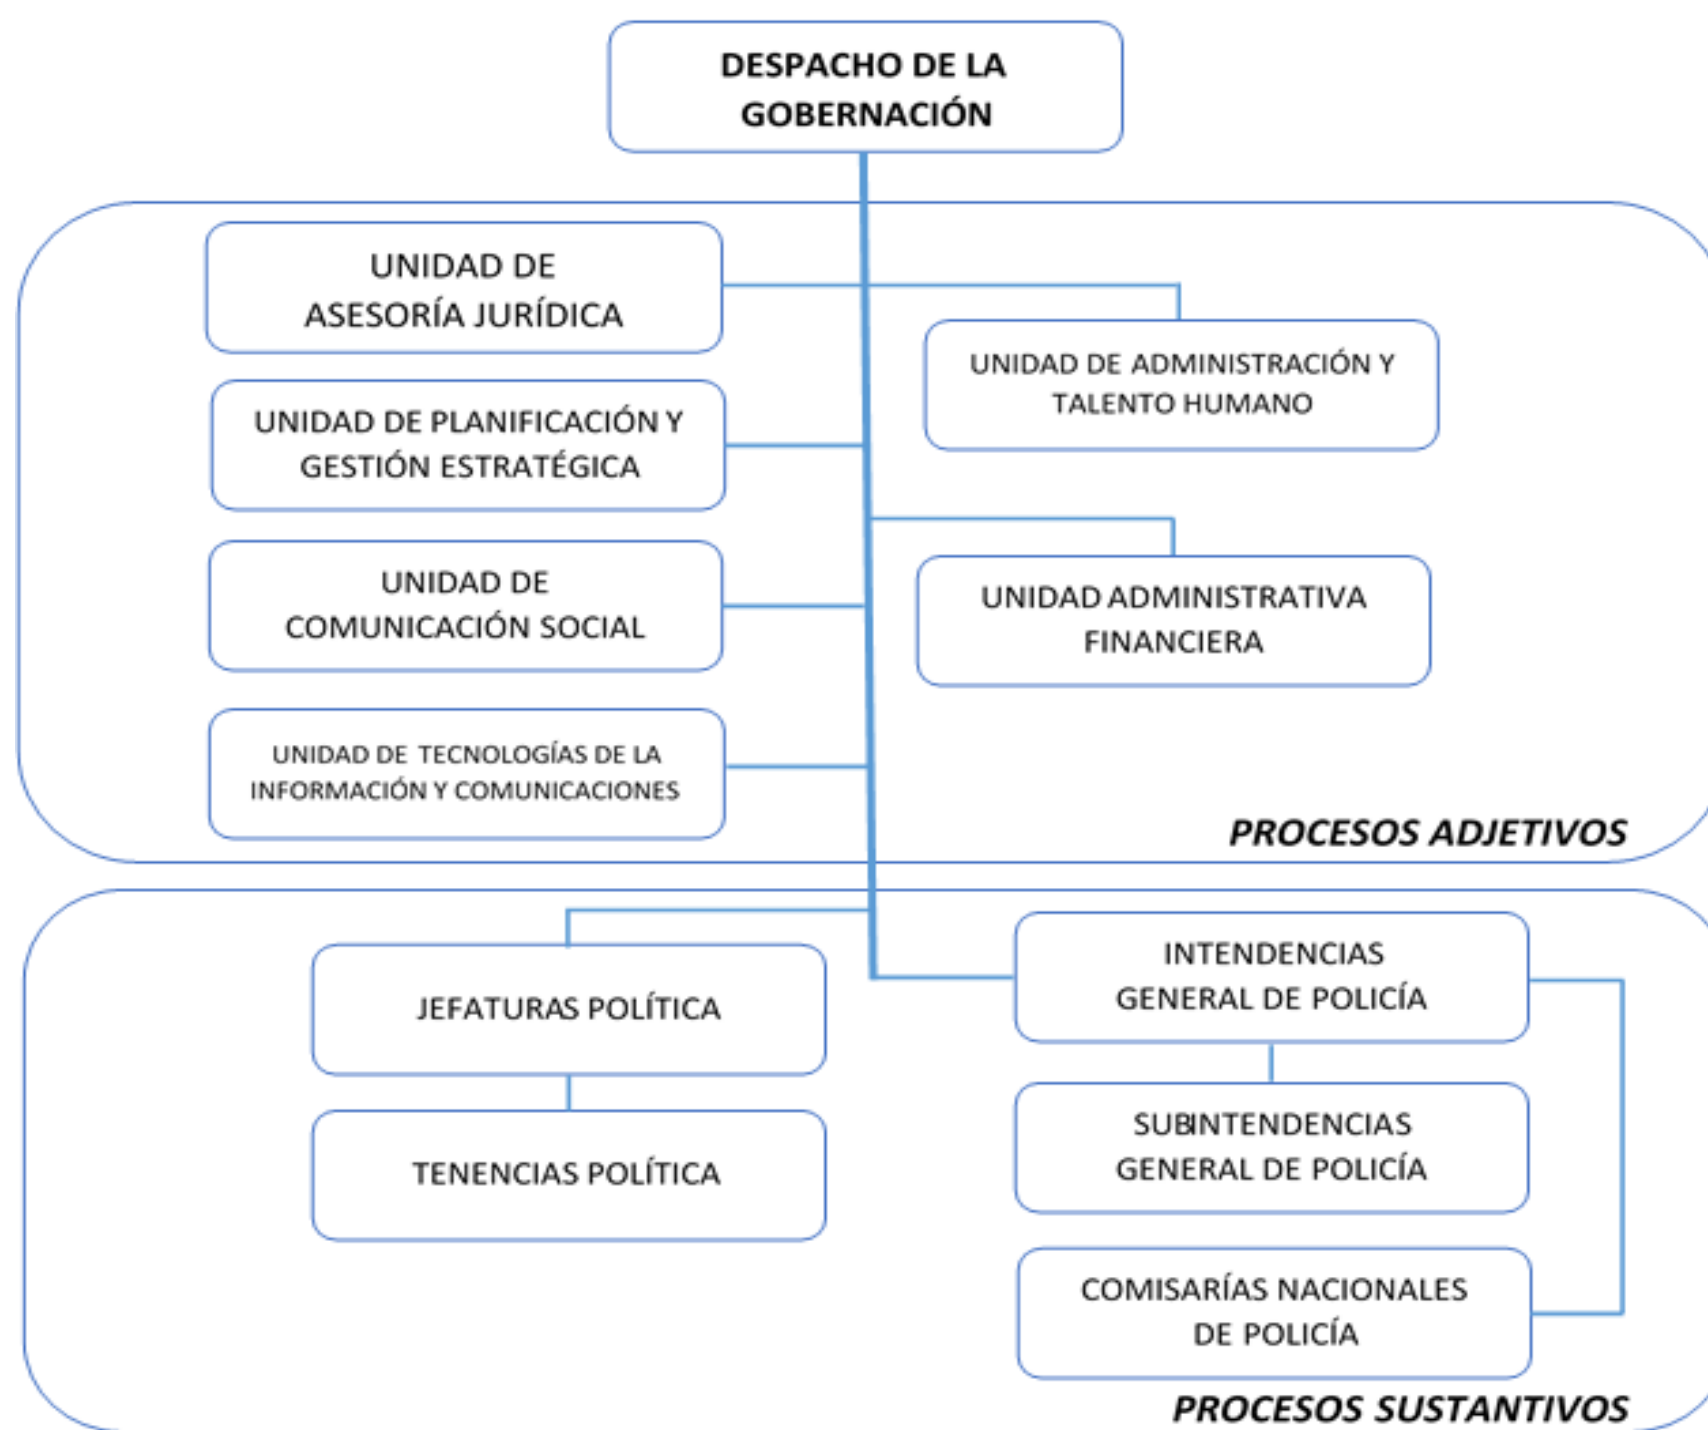 DESPACHO DE LA
GOBERNACIÓN
UNIDAD DE
ASESORÍA JURÍDICA
UNIDAD DE ADMINISTRACIÓN Y
TALENTO HUMANO
UNIDAD DE PLANIFICACIÓN Y
GESTIÓN ESTRATÉGICA
UNIDAD DE
COMUNICACIÓN SOCIAL
UNIDAD ADMINISTRATIVA
FINANCIERA
UNIDAD DE TECNOLOGÍAS DE LA
INFORMACIÓN Y COMUNICACIONES
PROCESOS ADJETIVOS
JEFATURAS POLÍTICA
TENENCIAS POLÍTICA
INTENDENCIAS
GENERAL DE POLICÍA
SUBINTENDENCIAS
GENERAL DE POLICÍA
COMISARÍAS NACIONALES
DE POLICÍA
PROCESOS SUSTANTIVOS